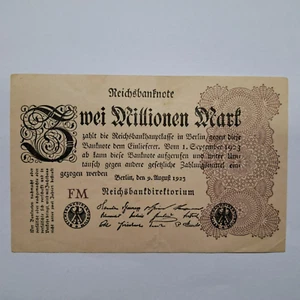 Reichsbanknote
Zwei Millionen Mark
zahlt die Reichsbankhauptkasse in Berlin gegen diese
Banknote dem Einlieferer. Vom 1. September 1923
ab kann diese Banknote aufgerufen und unter Um-
tausch gegen andere gesetzliche Zahlungsmittel ein-
gezogen werden
Berlin, den 9. August 1923
Reichsbankdirektorium
FM